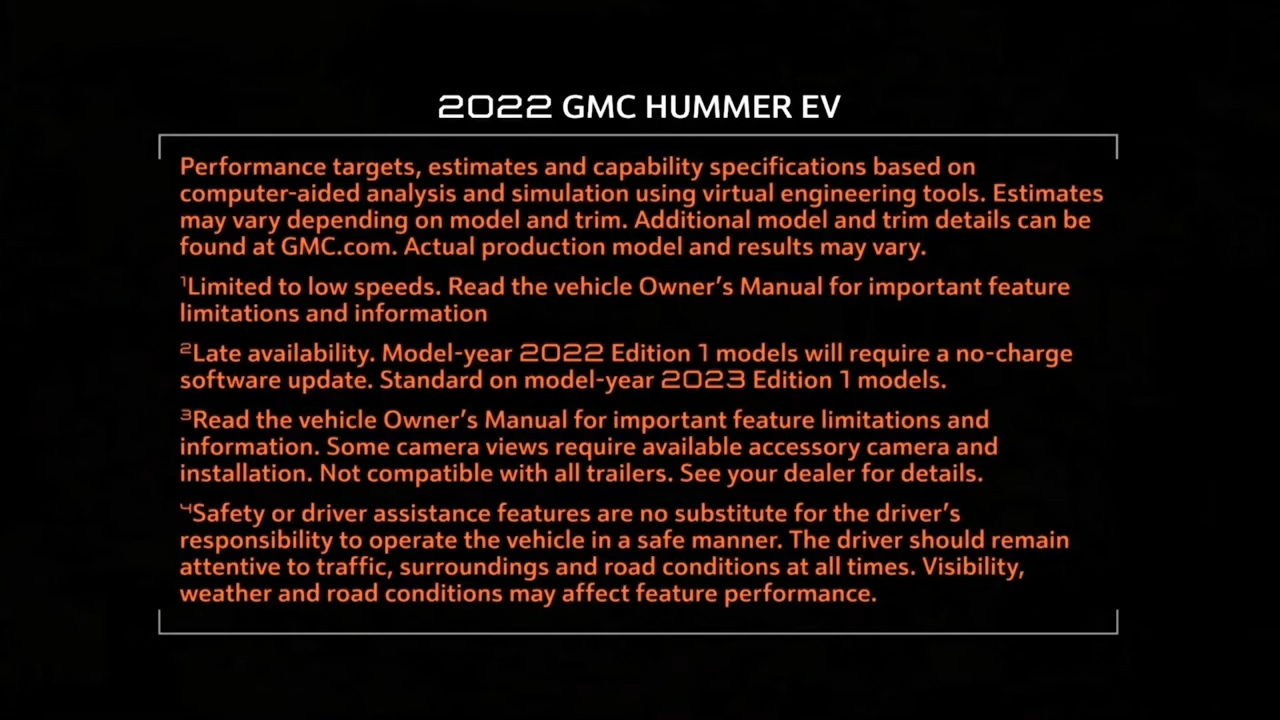 2022 GMC HUMMER EV
Performance targets, estimates and capability specifications based on
computer-aided analysis and simulation using virtual engineering tools. Estimates
may vary depending on model and trim. Additional model and trim details can be
found at GMC.com. Actual production model and results may vary.
¹Limited to low speeds. Read the vehicle Owner’s Manual for important feature
limitations and information
²Late availability. Model-year 2022 Edition 1 models will require a no-charge
software update. Standard on model-year 2023 Edition 1 models.
³Read the vehicle Owner’s Manual for important feature limitations and
information. Some camera views require available accessory camera and
installation. Not compatible with all trailers. See your dealer for details.
⁴Safety or driver assistance features are no substitute for the driver’s
responsibility to operate the vehicle in a safe manner. The driver should remain
attentive to traffic, surroundings and road conditions at all times. Visibility,
weather and road conditions may affect feature performance.